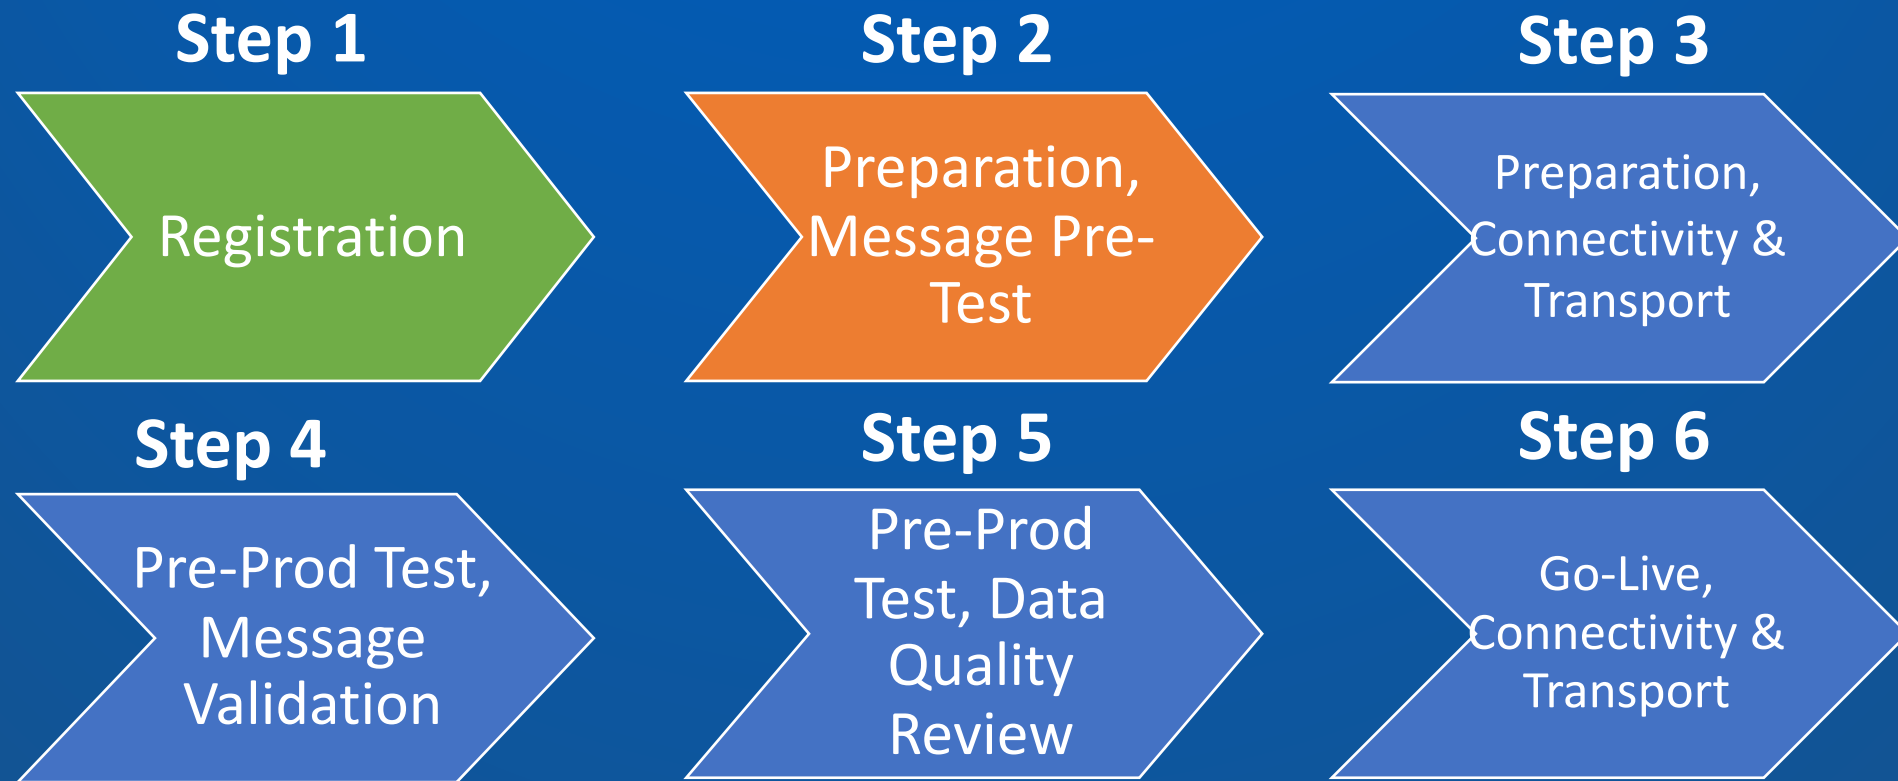 Step 1
Registration
Step 2
Preparation,
Message Pre-
Test
Step 3
Preparation,
Connectivity &
Transport
Step 4
Pre-Prod Test,
Message
Validation
Step 5
Pre-Prod
Test, Data
Quality
Review
Step 6
Go-Live,
Connectivity &
Transport